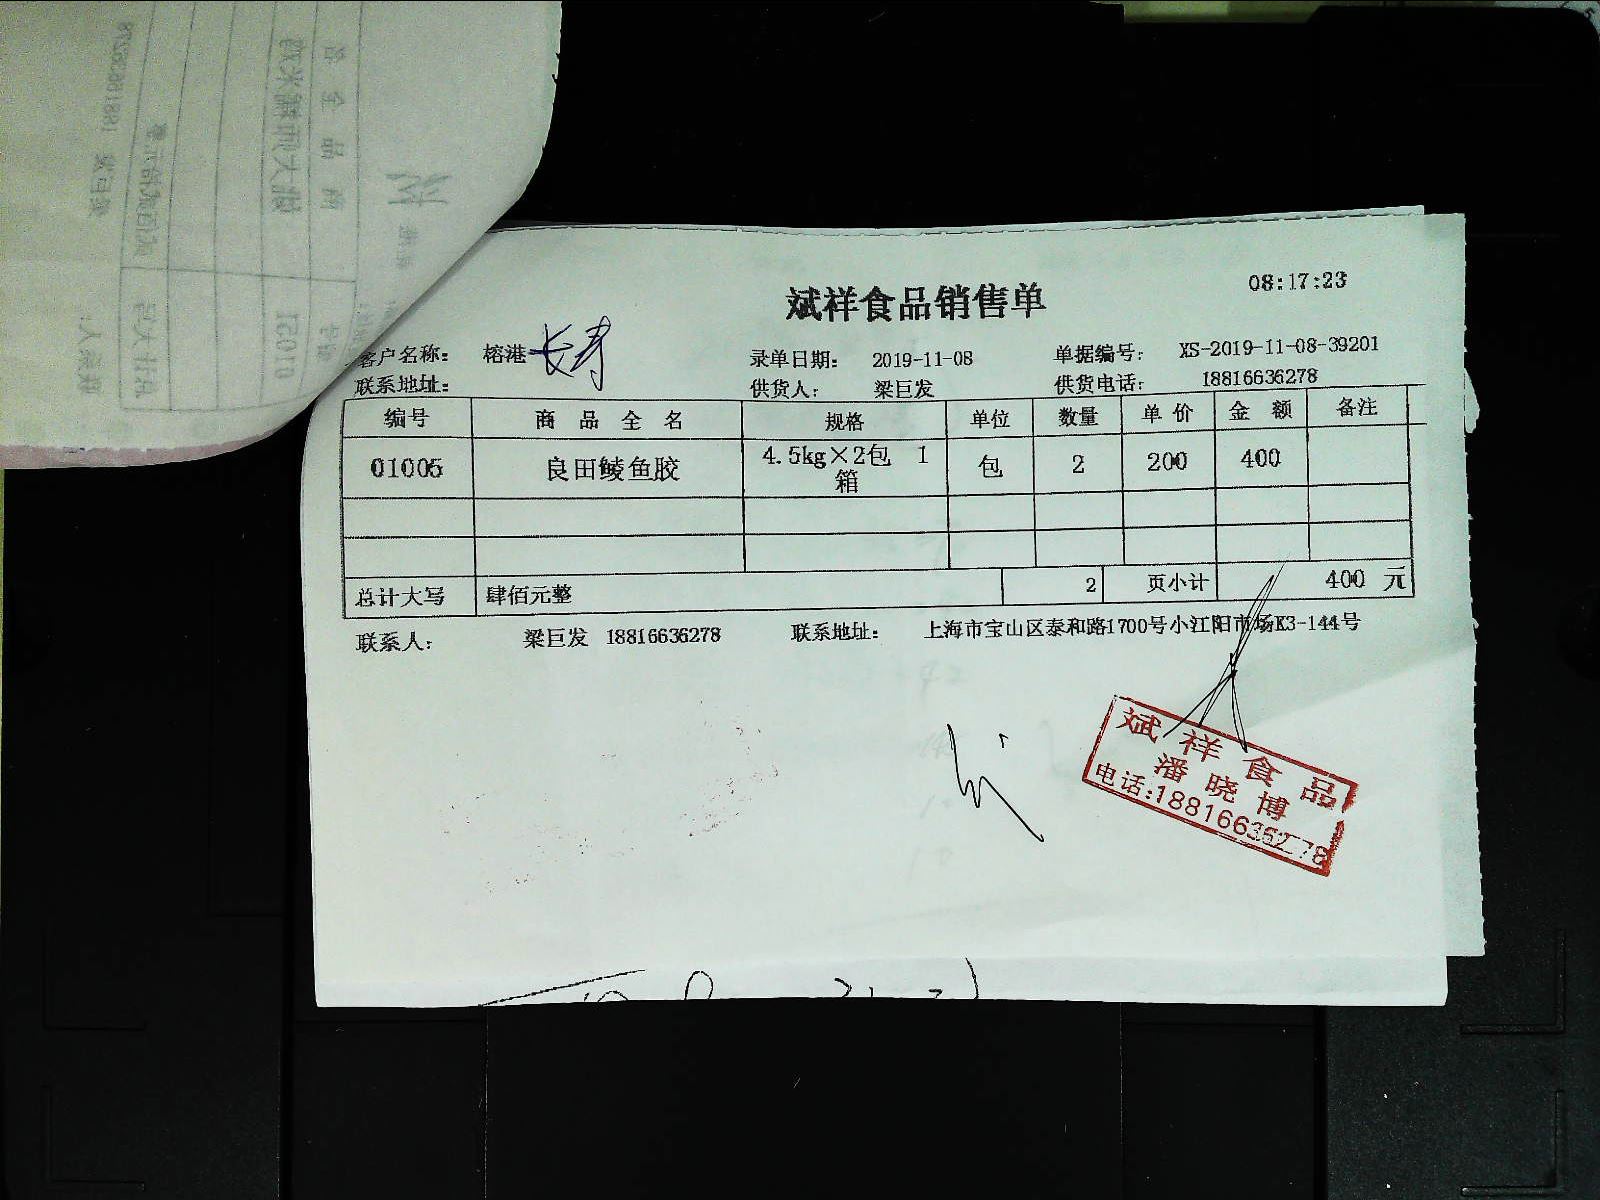 08:17:23
斌祥食品销售单
客户名称： 榕港 长寿 录单日期： 2019-11-08 单据编号： XS-2019-11-08-39201
联系地址： 供货人： 梁巨发 供货电话： 18816636278
编号 商品全名 规格 单位 数量 单价 金额 备注
01005 良田鲮鱼胶 4.5kg×2包 1箱 包 2 200 400
总计大写 肆佰元整 2 页小计 400 元
联系人： 梁巨发 18816636278 联系地址： 上海市宝山区泰和路1700号小江阳市场K3-144号
斌祥食品
潘晓博
电话:18816636278